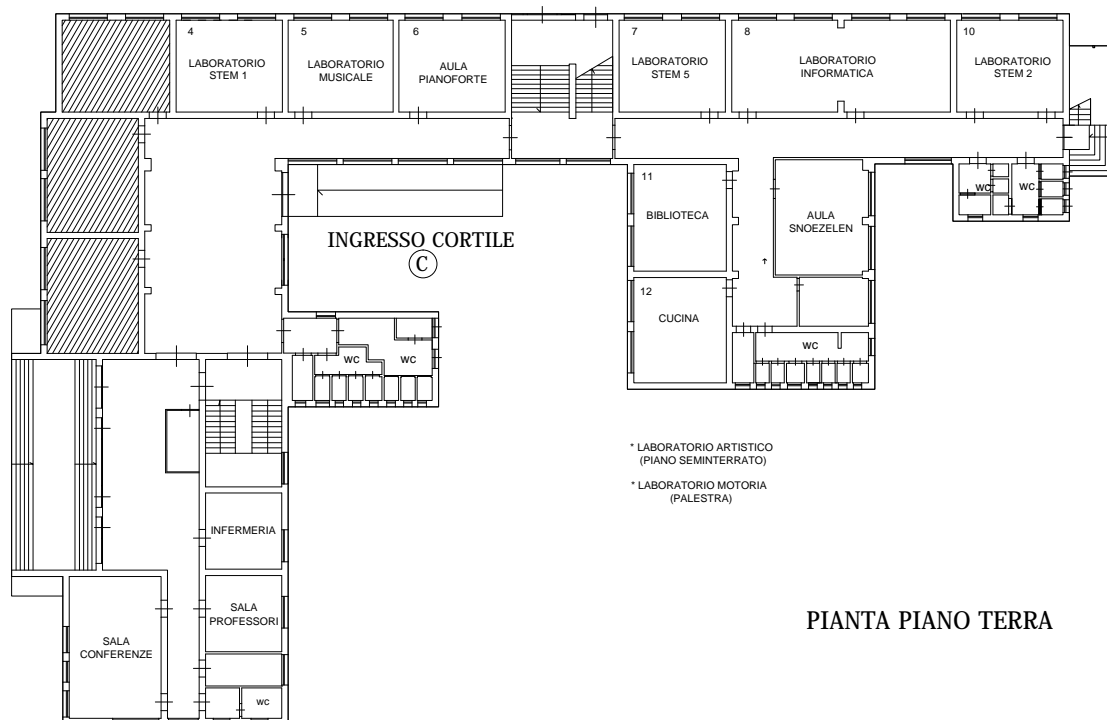 4
LABORATORIO
STEM 1
5
LABORATORIO
MUSICALE
6
AULA
PIANOFORTE
7
LABORATORIO
STEM 5
8
LABORATORIO
INFORMATICA
10
LABORATORIO
STEM 2
11
BIBLIOTECA
AULA
SNOEZELEN
WC
WC
INGRESSO CORTILE
C
12
CUCINA
WC
WC
WC
* LABORATORIO ARTISTICO
(PIANO SEMINTERRATO)
* LABORATORIO MOTORIA
(PALESTRA)
INFERMERIA
SALA
PROFESSORI
SALA
CONFERENZE
WC
PIANTA PIANO TERRA